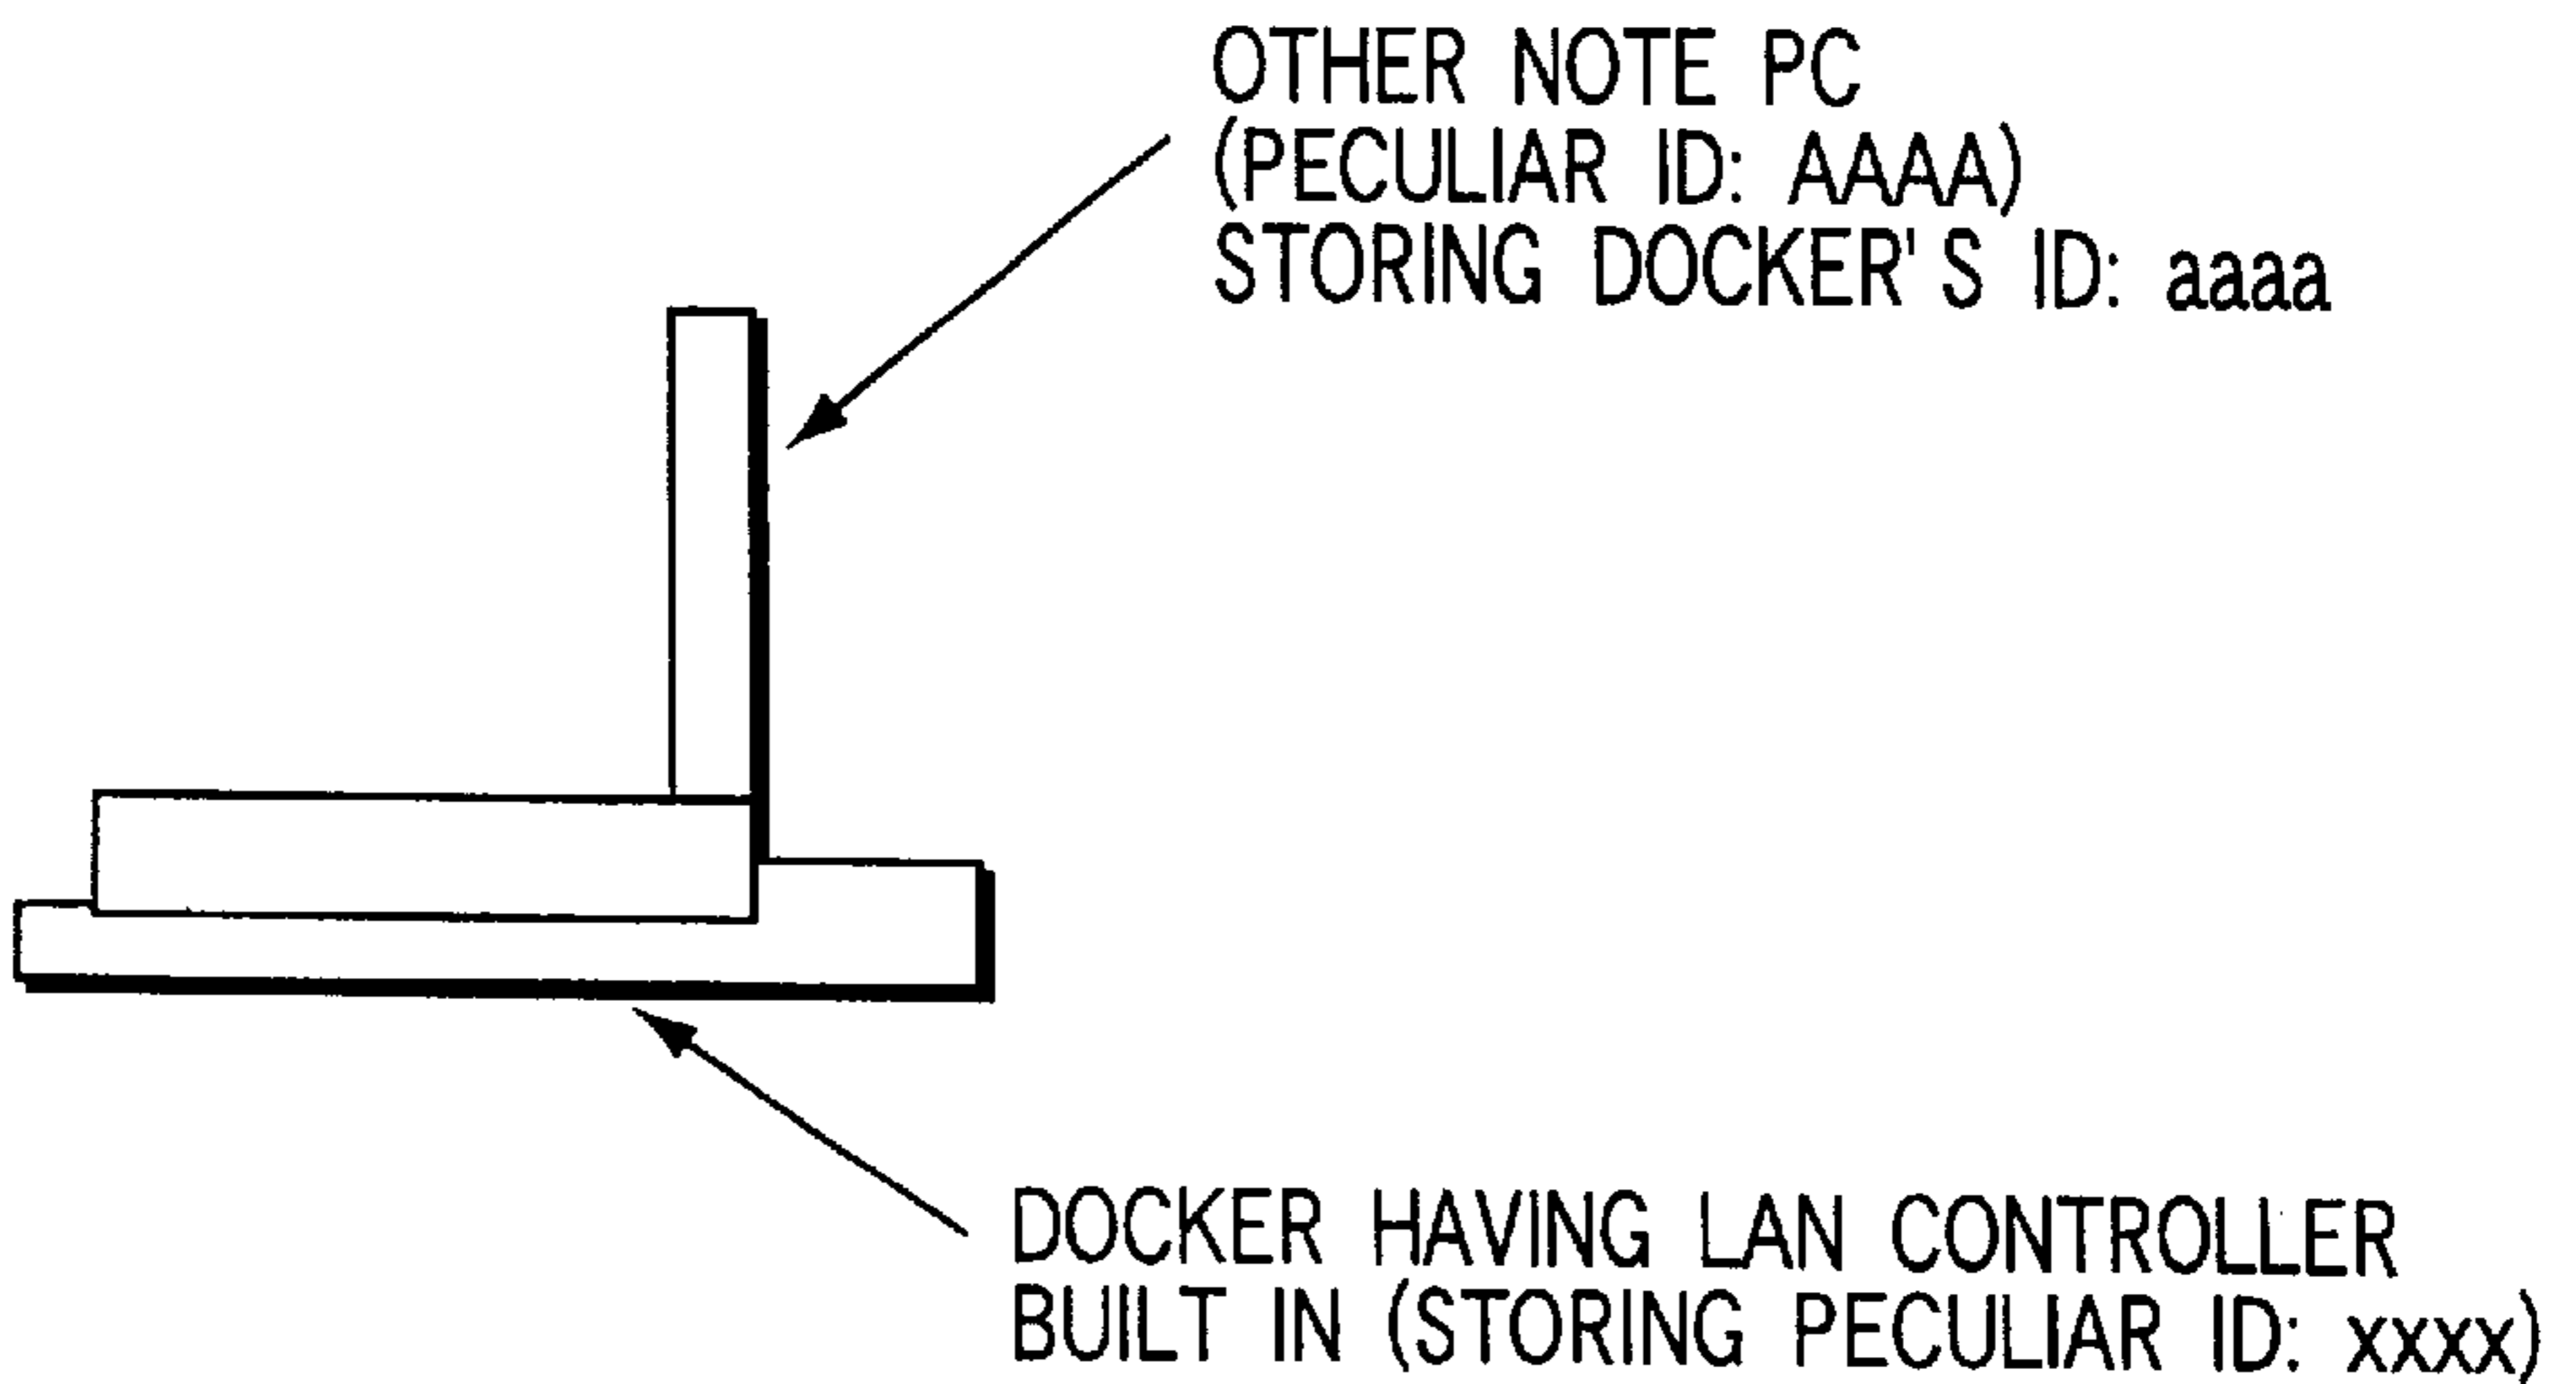 OTHER NOTE PC
(PECULIAR ID: AAAA)
STORING DOCKER'S ID: aaaa
DOCKER HAVING LAN CONTROLLER
BUILT IN (STORING PECULIAR ID: xxxx)